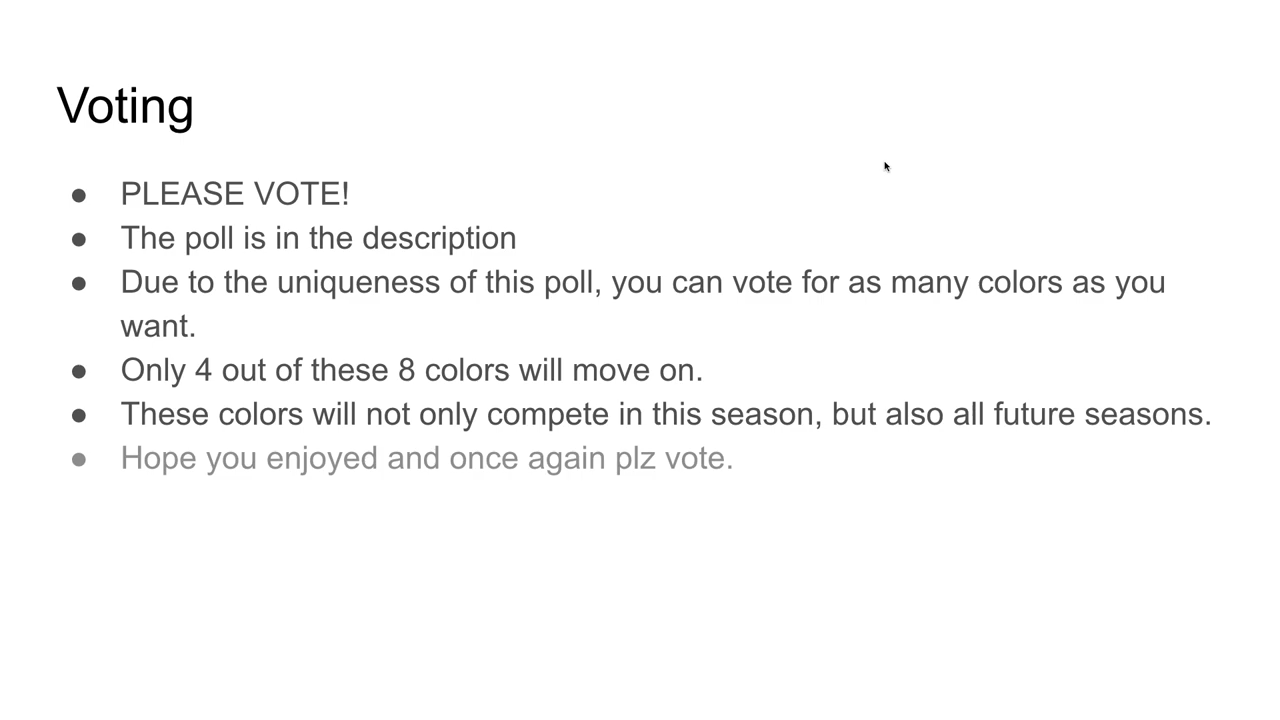 Voting
● PLEASE VOTE!
● The poll is in the description
● Due to the uniqueness of this poll, you can vote for as many colors as you
want.
● Only 4 out of these 8 colors will move on.
● These colors will not only compete in this season, but also all future seasons.
● Hope you enjoyed and once again plz vote.